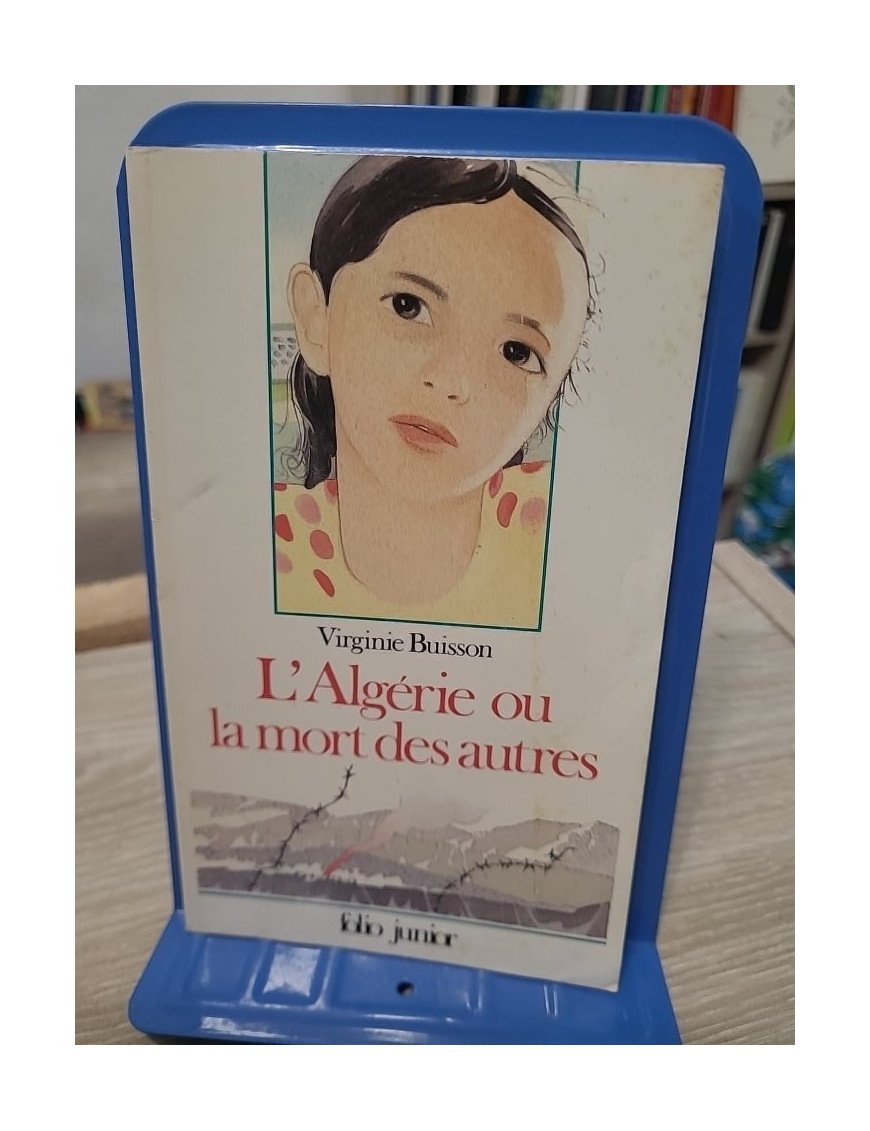 Virginie Buisson
L'Algérie ou
la mort des autres
folio junior